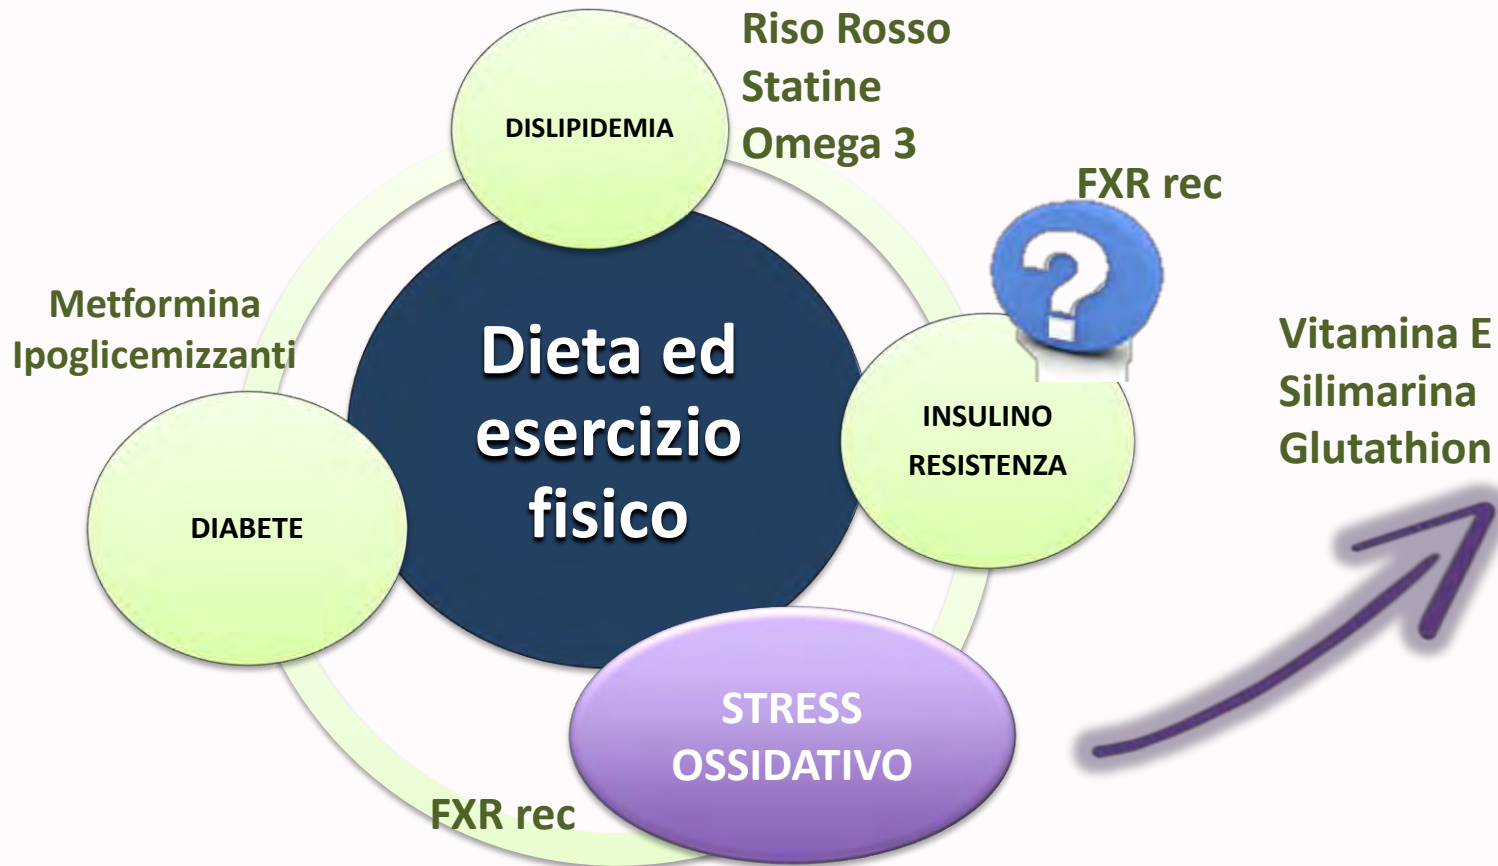 Riso Rosso
Statine
Omega 3
DISLIPIDEMIA
FXR rec
?
Metformina
Ipoglicemizzanti
Dieta ed
esercizio
fisico
INSULINO
RESISTENZA
Vitamina E
Silimarina
Glutathion
DIABETE
STRESS
OSSIDATIVO
FXR rec